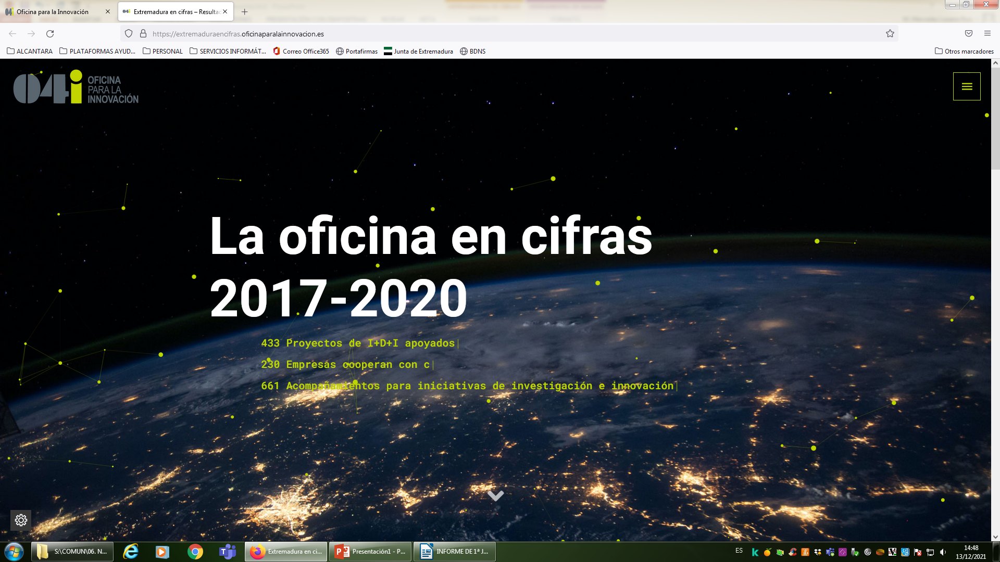 Oficina para la Innovación
Extremadura en cifras – Resulta
https://extremaduraencifras.oficinaparalainnovacion.es
ALCANTARA
PLATAFORMAS AYUD...
PERSONAL
SERVICIOS INFORMÁT...
Correo Office365
Portafirmas
Junta de Extremadura
BDNS
Otros marcadores
04i OFICINA
PARA LA
INNOVACIÓN
La oficina en cifras
2017-2020
433 Proyectos de I+D+I apoyados|
230 Empresas cooperan con c|
661 Acompañamientos para iniciativas de investigación e innovación|
S:\COMUN\06. N...
Extremadura en ci...
Presentación1 - P...
INFORME DE 1ª J...
ES
14:48
13/12/2021